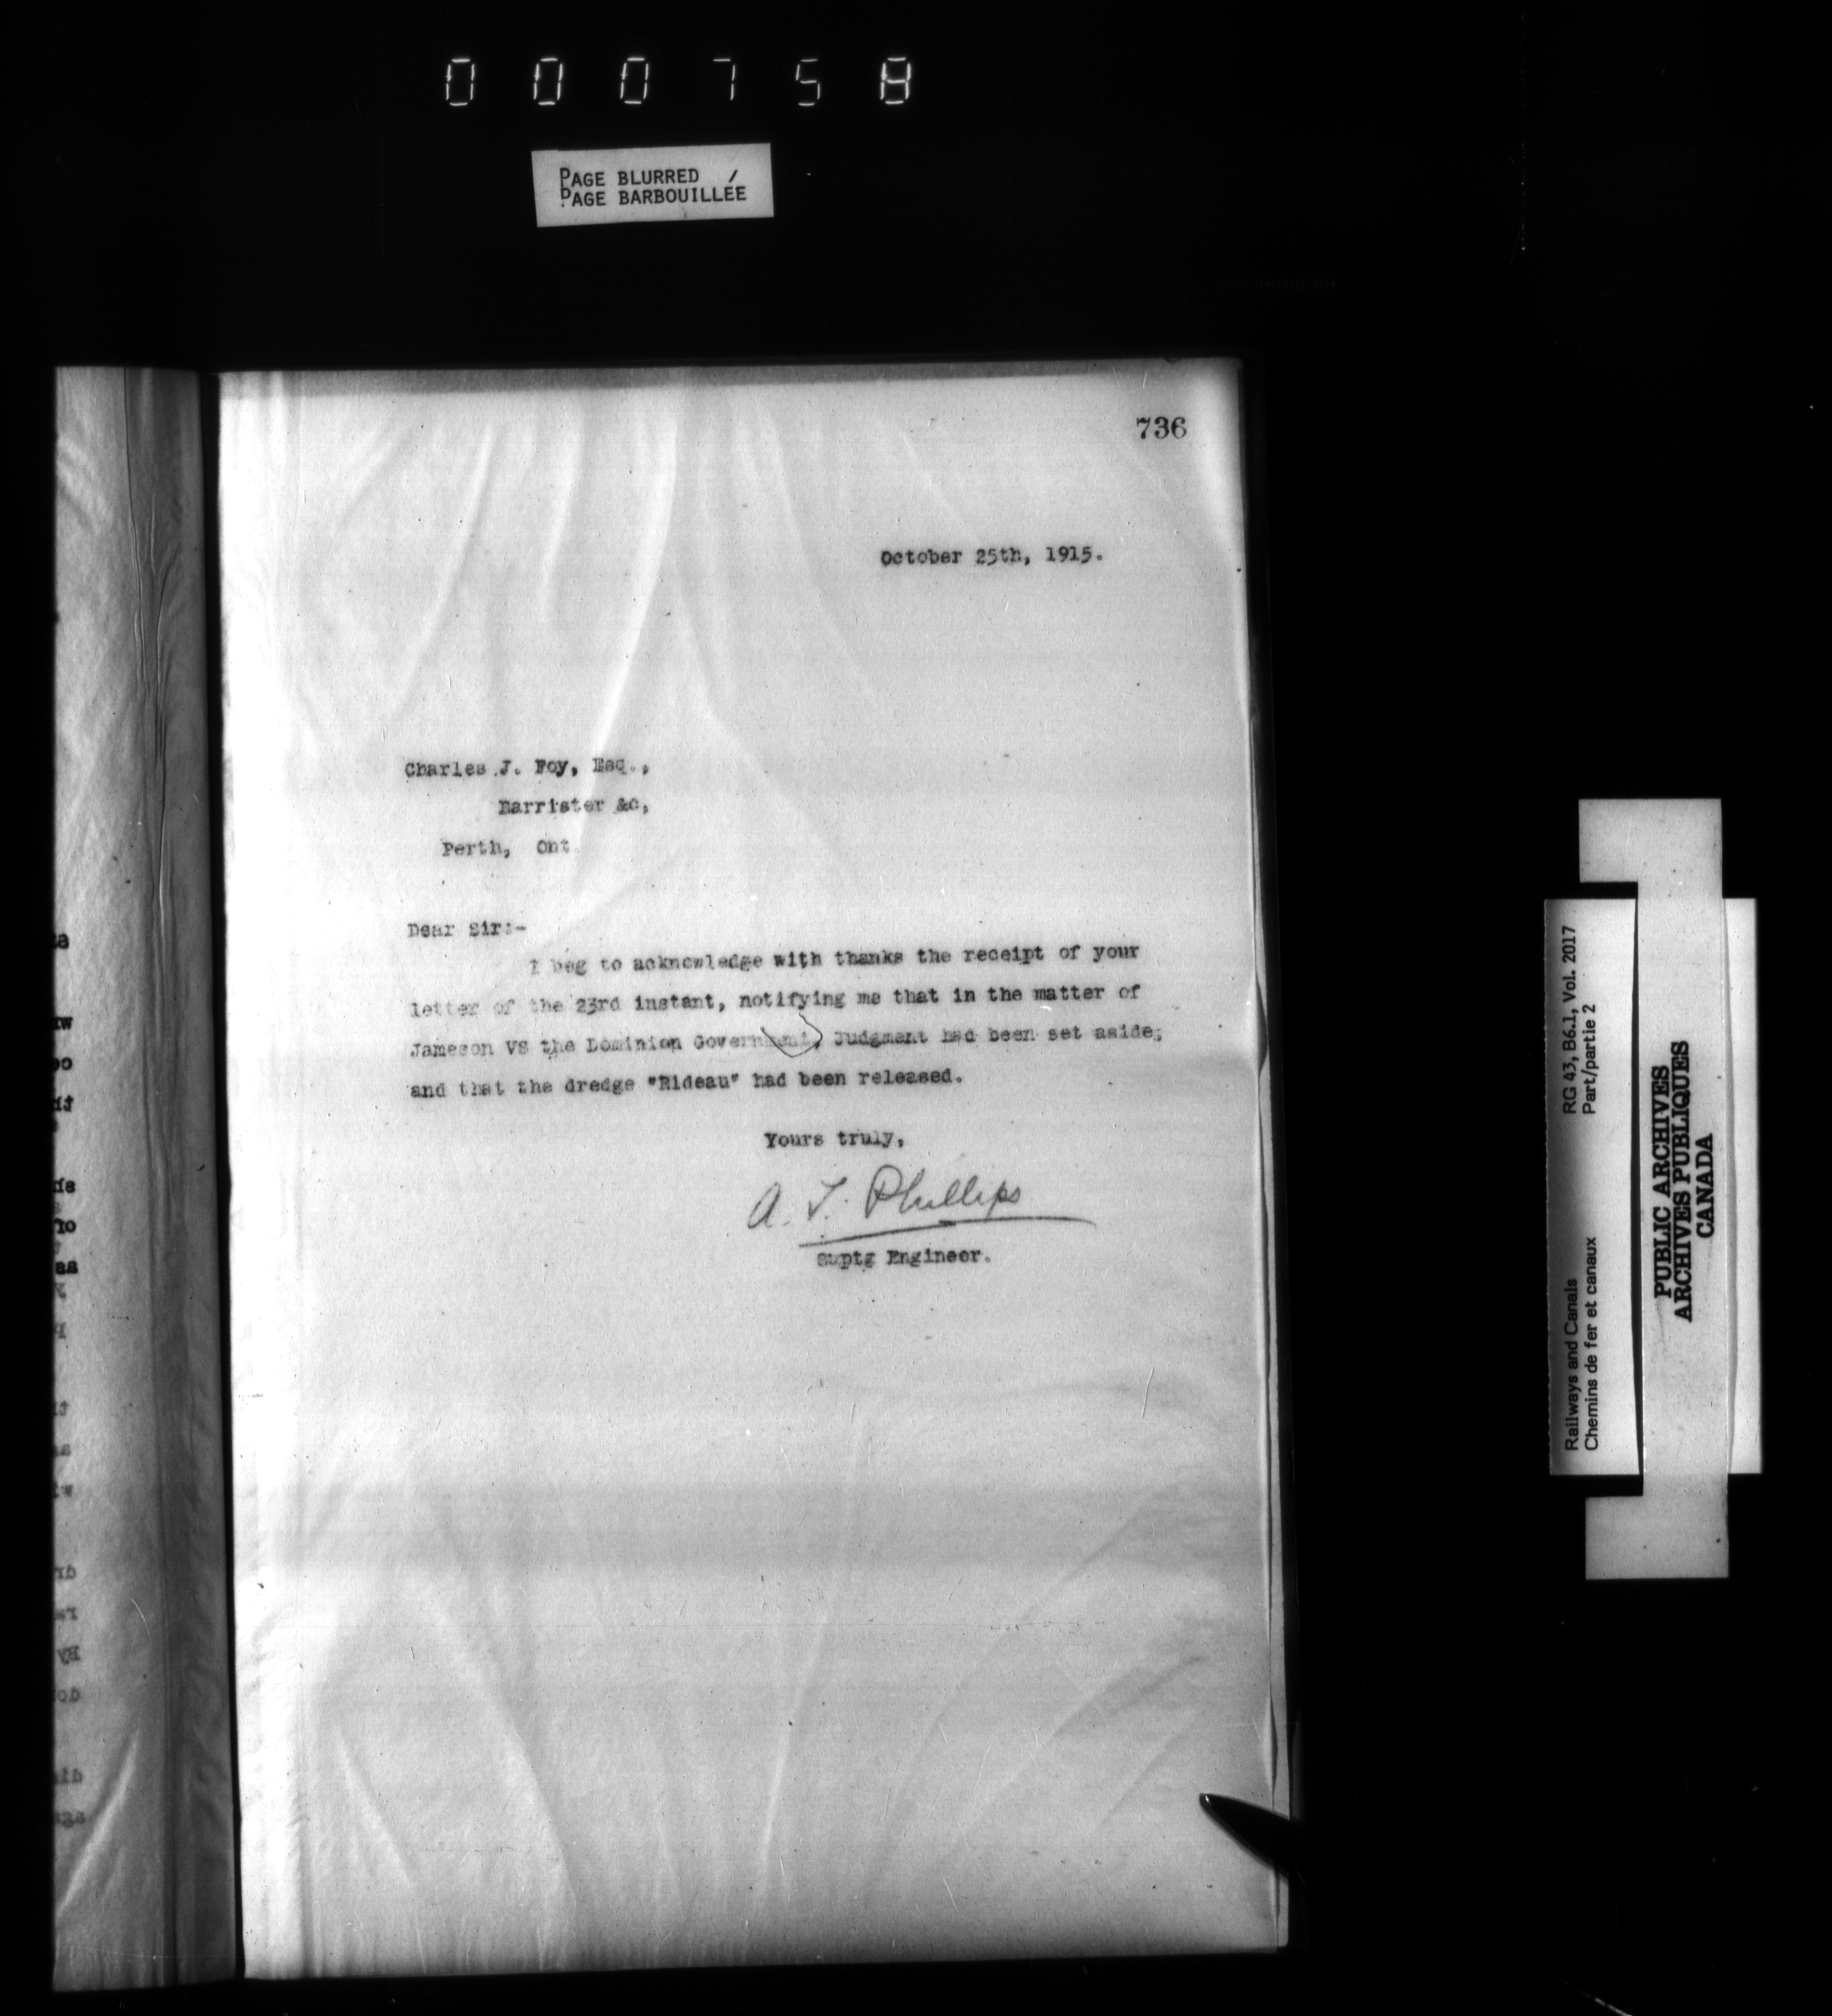 000758
PAGE BLURRED
PAGE BARBOUILLÉE
736
October 25th, 1915.
Charles J. Foy, Esq.,
Barrister &c,
Perth, Ont
Dear Sir:-
I beg to acknowledge with thanks the receipt of your
letter of the 23rd instant, notifying me that in the matter of
Jameson VS the Dominion Government, Judgment had been set aside,
and that the dredge "Rideau" had been released.
Yours truly,
A. T. Phillips
Suptg Engineer.
Railways and Canals RG 43, B6.1, Vol. 2017
Chemins de fer et canaux Part/partie 2
PUBLIC ARCHIVES
ARCHIVES PUBLIQUES
CANADA